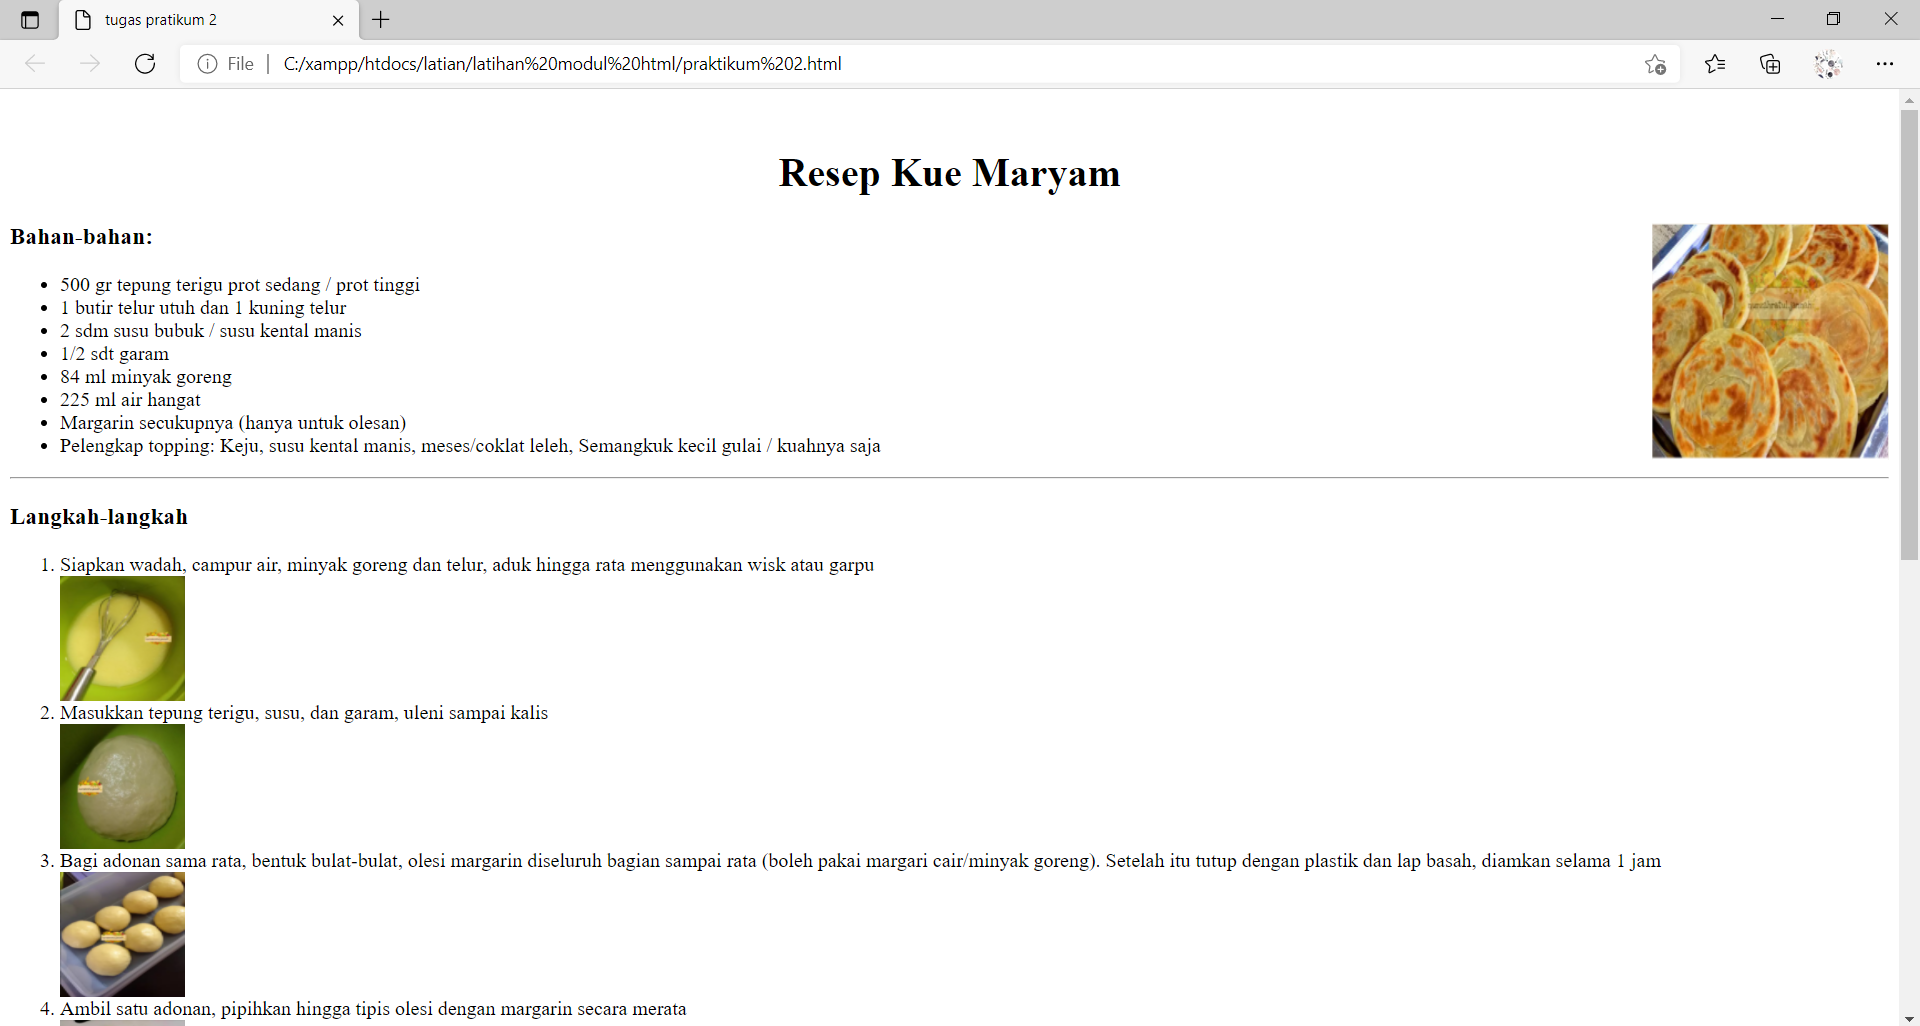 tugas pratikum 2
File
C:/xampp/htdocs/latian/latihan%20modul%20html/praktikum%202.html
Resep Kue Maryam
Bahan-bahan:
500 gr tepung terigu prot sedang / prot tinggi
1 butir telur utuh dan 1 kuning telur
2 sdm susu bubuk / susu kental manis
1/2 sdt garam
84 ml minyak goreng
225 ml air hangat
Margarin secukupnya (hanya untuk olesan)
Pelengkap topping: Keju, susu kental manis, meses/coklat leleh, Semangkuk kecil gulai / kuahnya saja
Langkah-langkah
1. Siapkan wadah, campur air, minyak goreng dan telur, aduk hingga rata menggunakan wisk atau garpu
2. Masukkan tepung terigu, susu, dan garam, uleni sampai kalis
3. Bagi adonan sama rata, bentuk bulat-bulat, olesi margarin diseluruh bagian sampai rata (boleh pakai margari cair/minyak goreng). Setelah itu tutup dengan plastik dan lap basah, diamkan selama 1 jam
4. Ambil satu adonan, pipihkan hingga tipis olesi dengan margarin secara merata